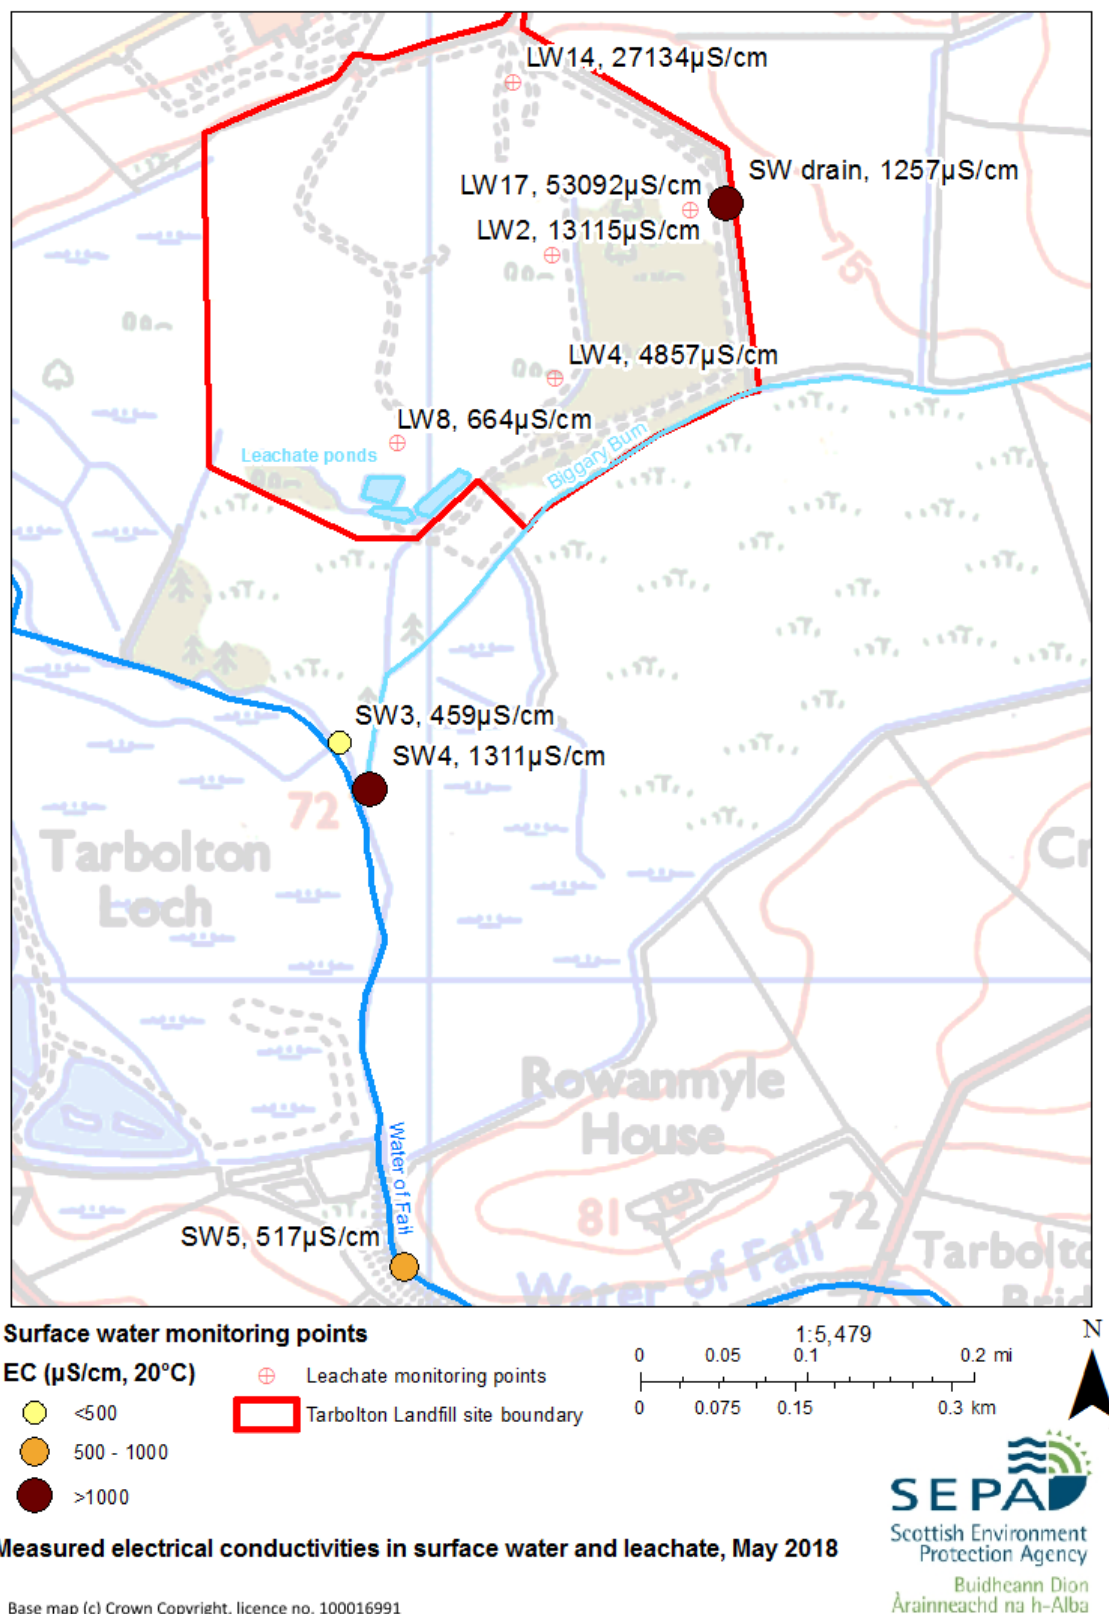 LW14, 27134µS/cm
SW drain, 1257µS/cm
LW17, 53092µS/cm
LW2, 13115µS/cm
75
LW4, 4857µS/cm
LW8, 664µS/cm
Leachate ponds
Biggary Burn
SW3, 459µS/cm
SW4, 1311µS/cm
72
Tarbolton
Loch
Cr
Rowanmyle
House
Water of Fail
81
72
SW5, 517µS/cm
Tarbolto
Water of Fail
Brid
Surface water monitoring points
EC (µS/cm, 20°C)
<500
500 - 1000
>1000
Leachate monitoring points
Tarbolton Landfill site boundary
1:5,479
0 0.05 0.1 0.2 mi
0 0.075 0.15 0.3 km
N
SEPA
Scottish Environment
Protection Agency
Buidheann Dìon
Àrainneachd na h-Alba
Measured electrical conductivities in surface water and leachate, May 2018
Base map (c) Crown Copyright, licence no. 100016991